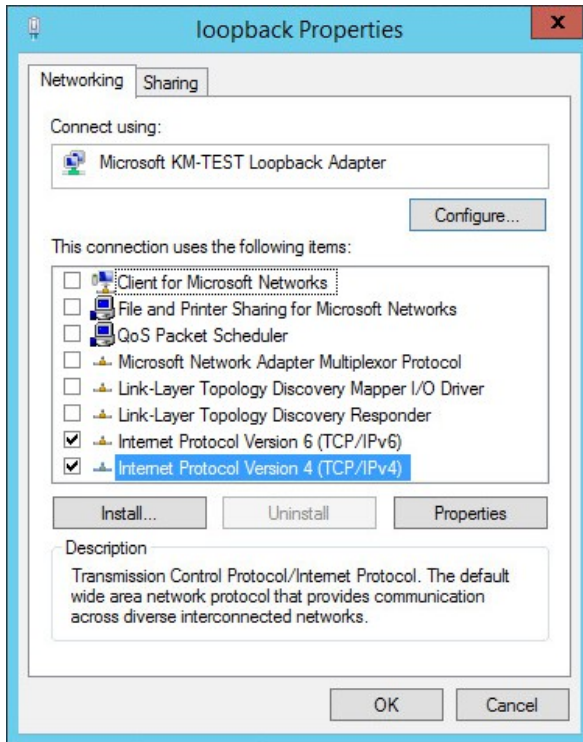 loopback Properties
x
Networking
Sharing
Connect using:
Microsoft KM-TEST Loopback Adapter
Configure...
This connection uses the following items:
Client for Microsoft Networks
File and Printer Sharing for Microsoft Networks
QoS Packet Scheduler
Microsoft Network Adapter Multiplexor Protocol
Link-Layer Topology Discovery Mapper I/O Driver
Link-Layer Topology Discovery Responder
Internet Protocol Version 6 (TCP/IPv6)
Internet Protocol Version 4 (TCP/IPv4)
Install...
Uninstall
Properties
Description
Transmission Control Protocol/Internet Protocol. The default
wide area network protocol that provides communication
across diverse interconnected networks.
OK
Cancel